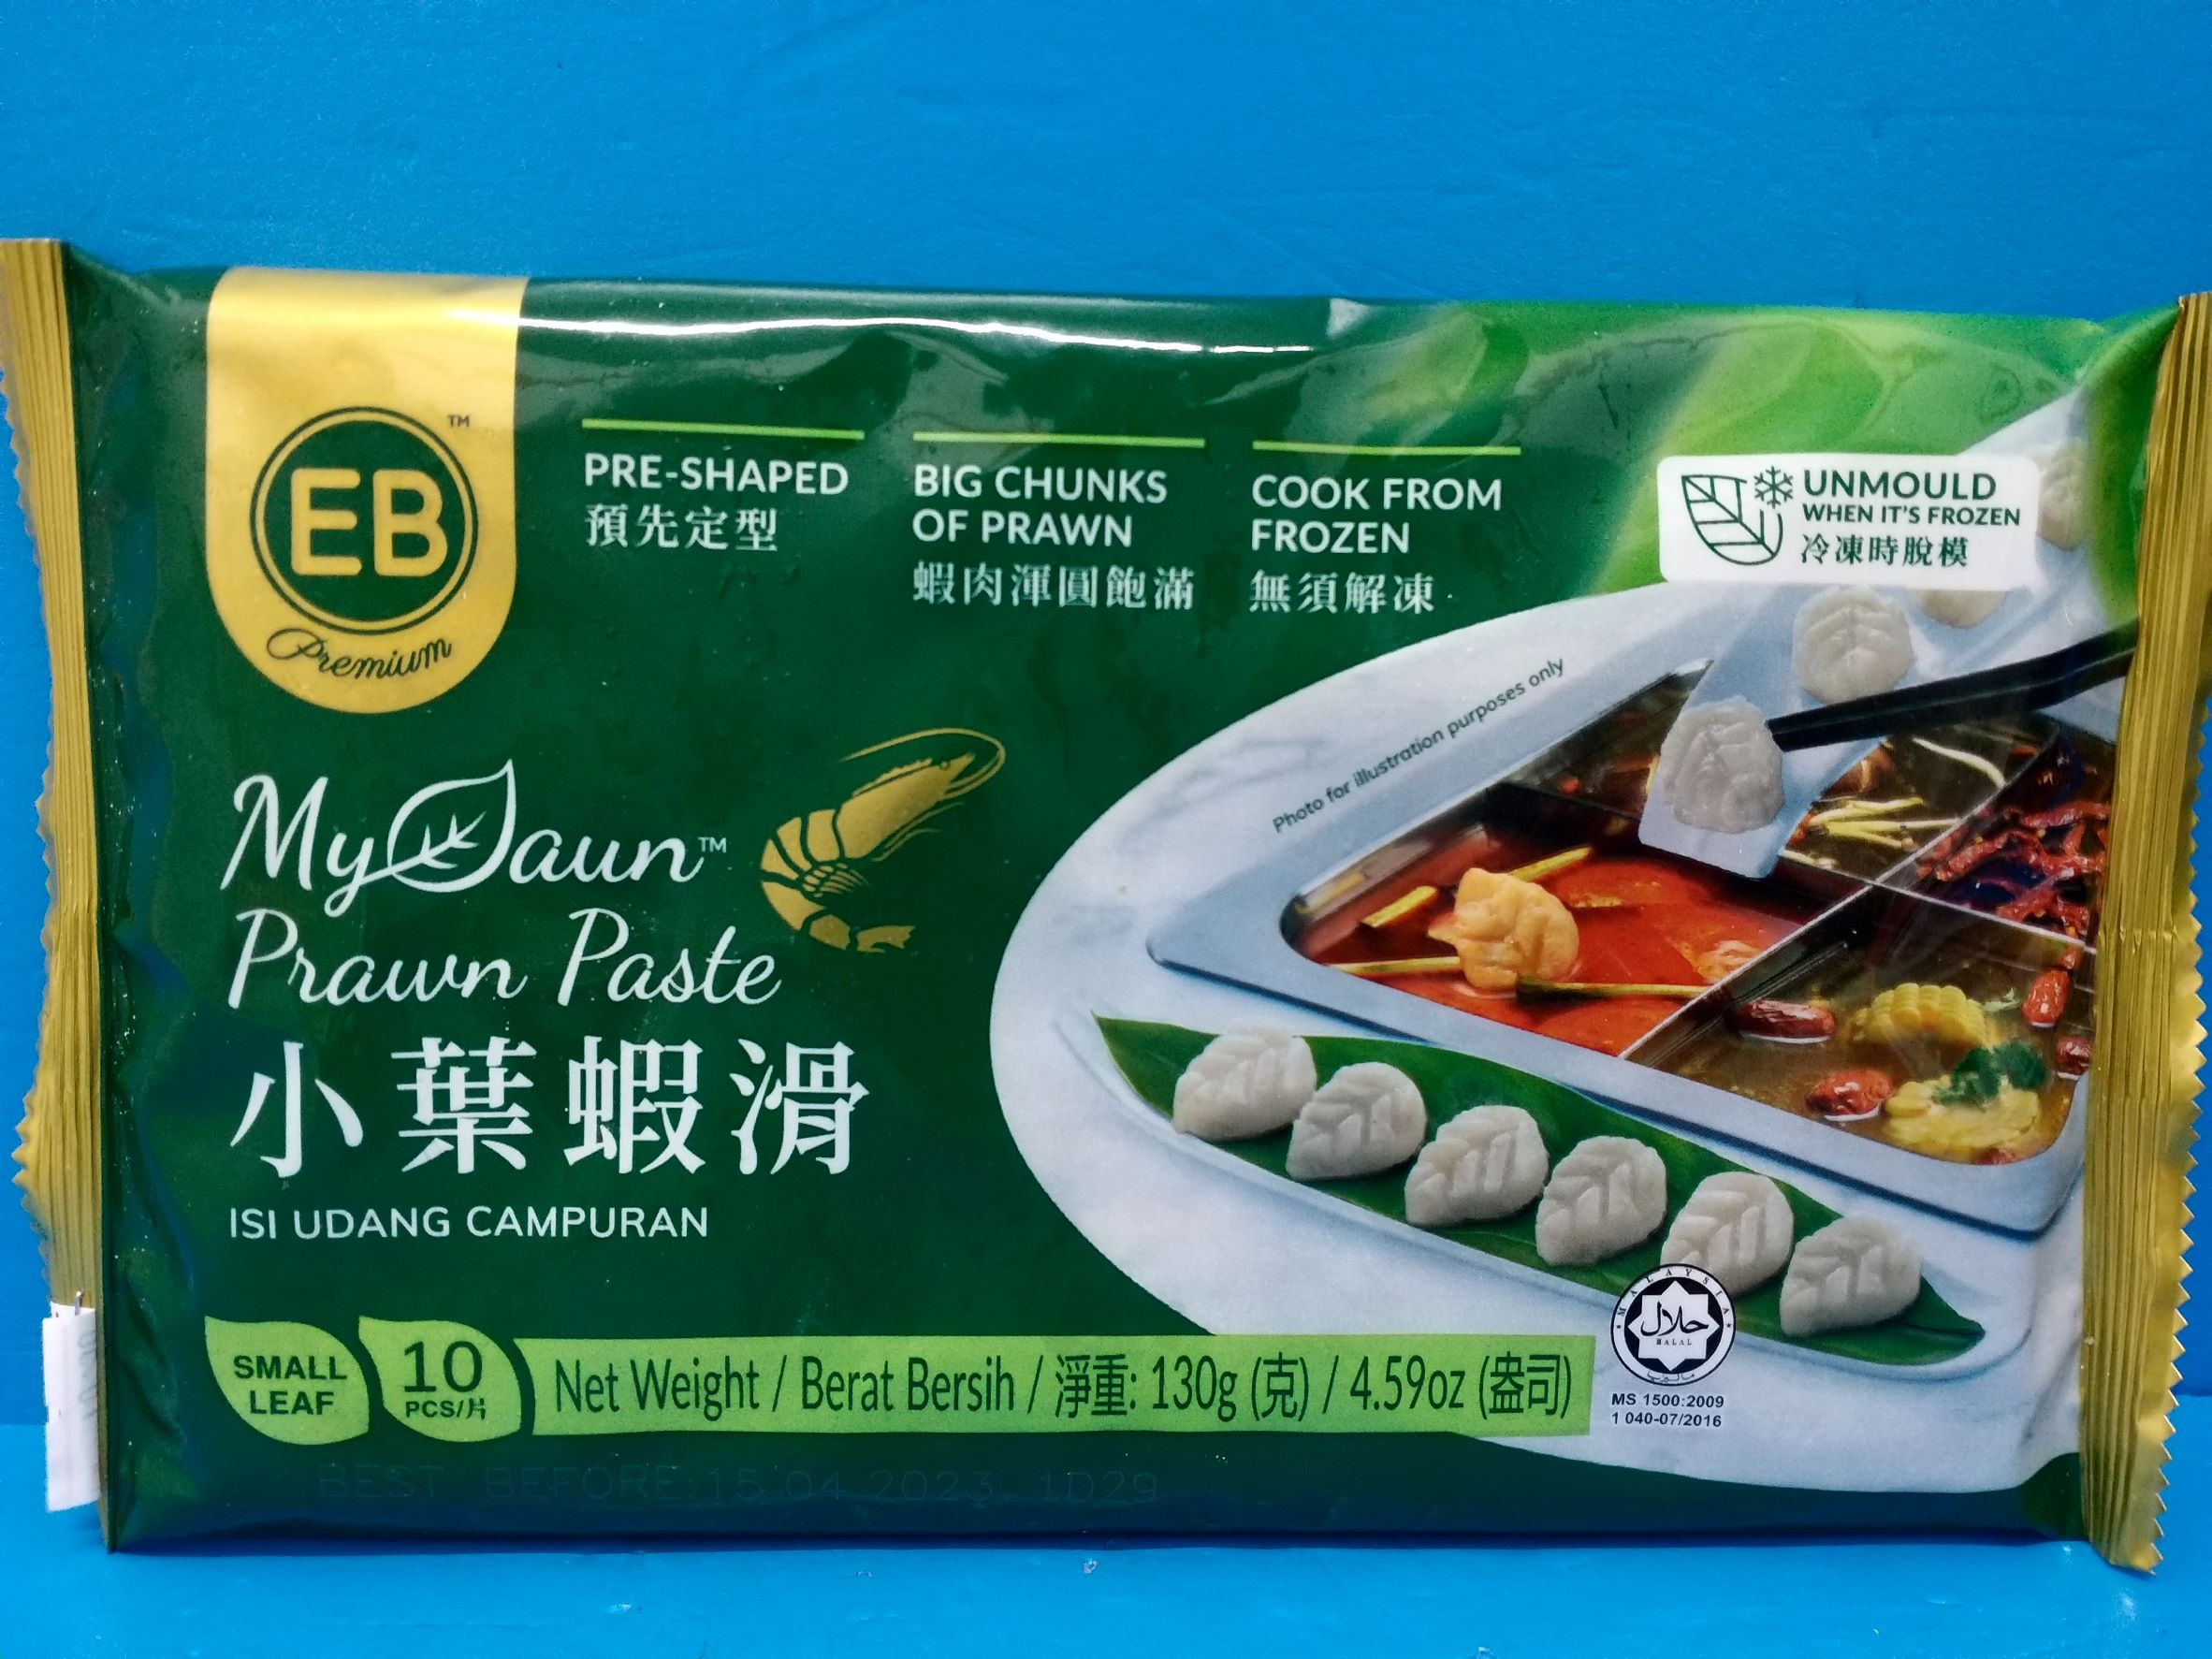 EB
TM
Premium
PRE-SHAPED
預先定型
BIG CHUNKS
OF PRAWN
蝦肉渾圓飽滿
COOK FROM
FROZEN
無須解凍
UNMOULD
WHEN IT'S FROZEN
冷凍時脫模
Photo for illustration purposes only
MyDaun™
Prawn Paste
小葉蝦滑
ISI UDANG CAMPURAN
SMALL
LEAF
10
PCS/片
Net Weight / Berat Bersih / 淨重: 130g (克) / 4.59oz (盎司)
MALAYSIA
حلال
HALAL
ماليزيا
MS 1500:2009
1 040-07/2016
BEST BEFORE: 15 04 2023 1D29